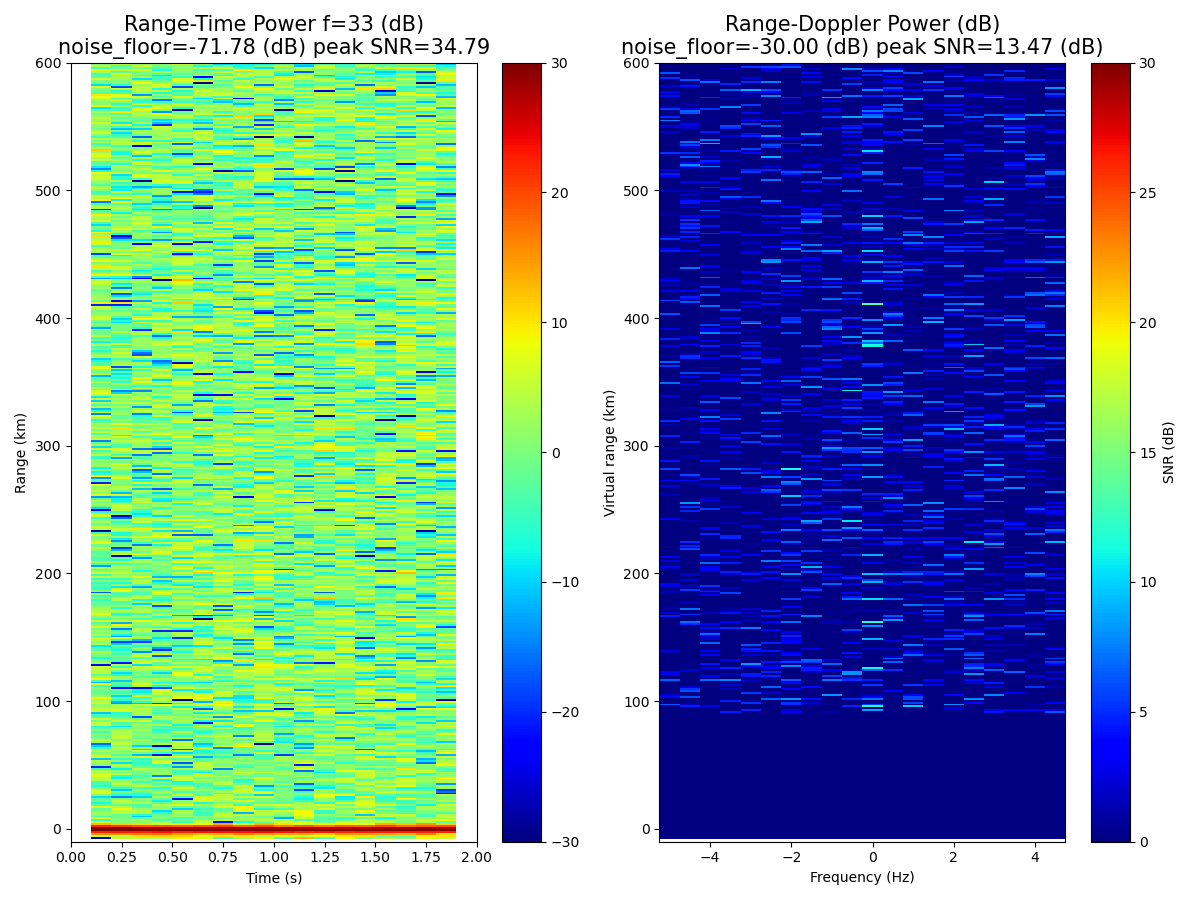 Range-Time Power f=33 (dB)
noise_floor=-71.78 (dB) peak SNR=34.79
Range-Doppler Power (dB)
noise_floor=-30.00 (dB) peak SNR=13.47 (dB)
600
500
400
300
200
100
0
Range (km)
0.00 0.25 0.50 0.75 1.00 1.25 1.50 1.75 2.00
Time (s)
30
20
10
0
−10
−20
−30
600
500
400
300
200
100
0
Virtual range (km)
−4 −2 0 2 4
Frequency (Hz)
30
25
20
15
10
5
0
SNR (dB)